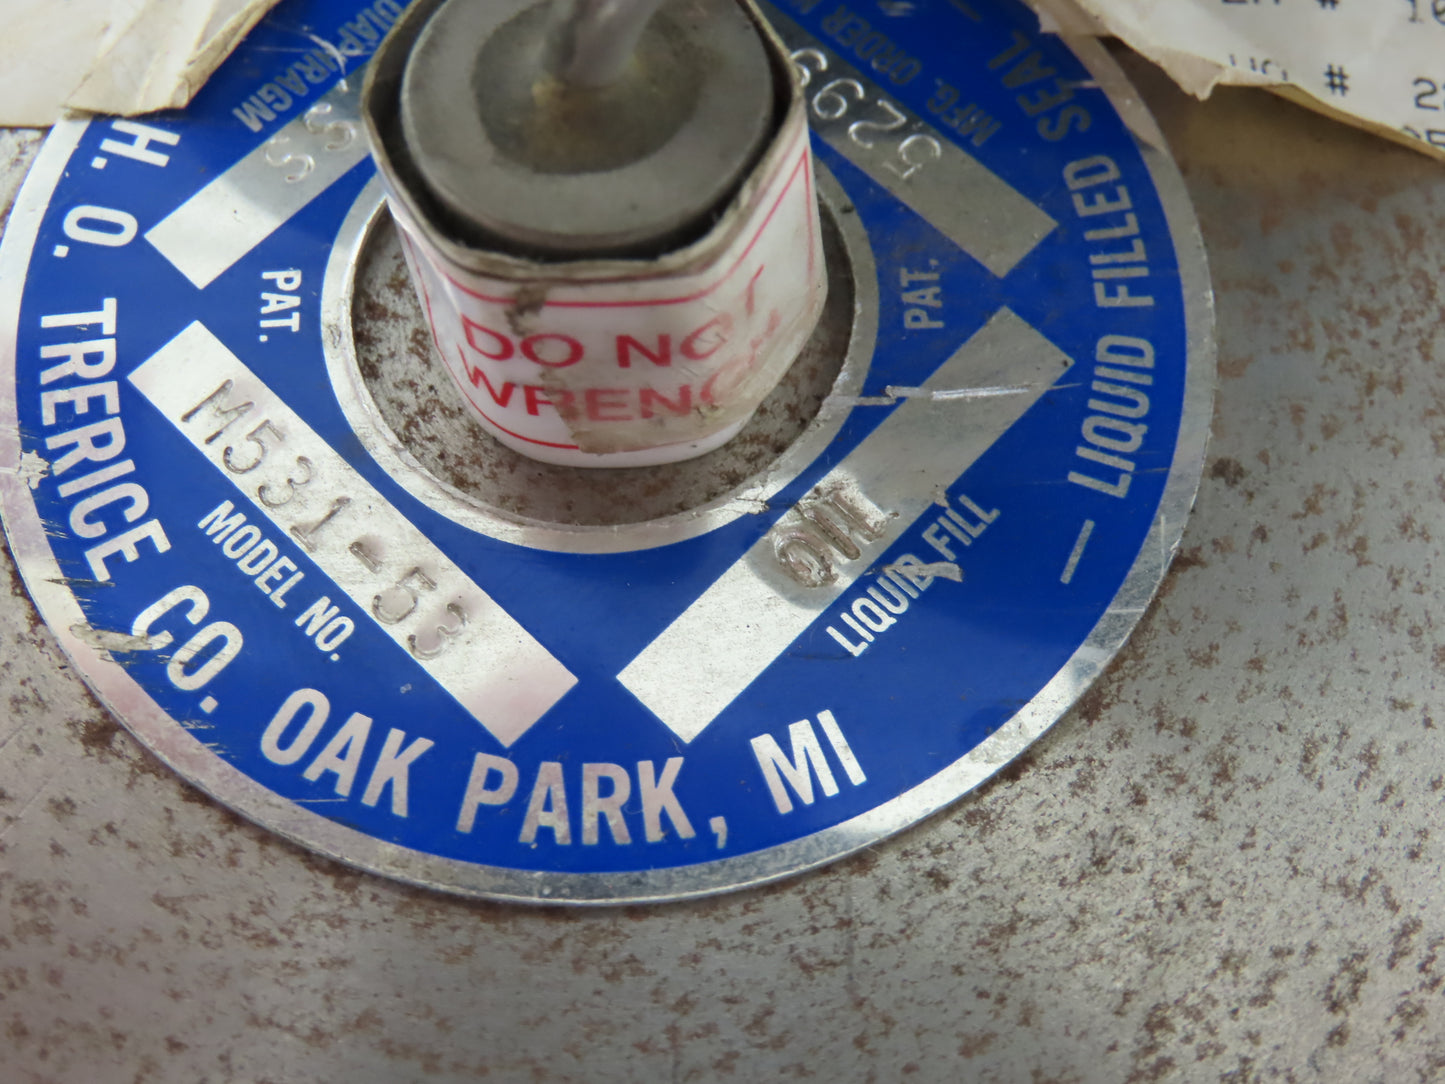 H. O. TRERICE CO. OAK PARK, MI
— LIQUID FILLED SEAL —
DIAPHRAGM
SS
PAT.
M531-53
MODEL NO.
MFG. ORDER
PAT.
LIQUID FILL
DO NOT
WRENCH
#
#